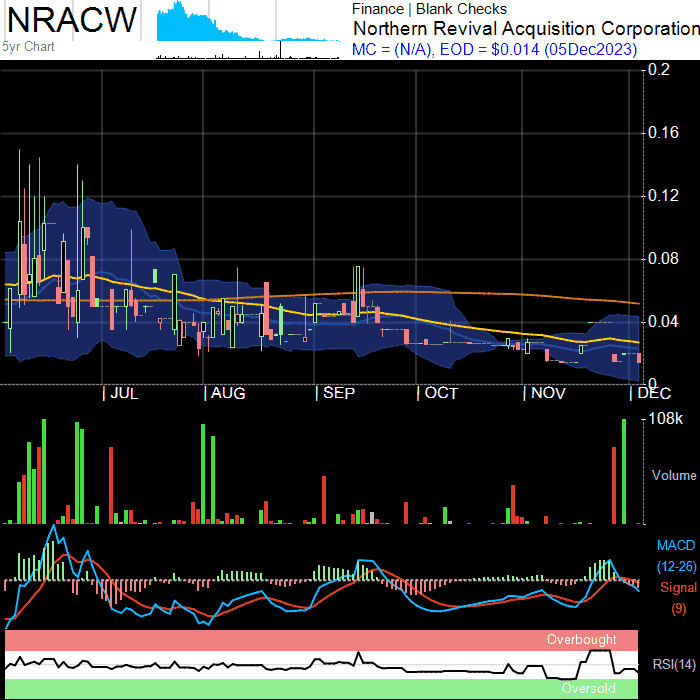 NRACW
5yr Chart
Finance | Blank Checks
Northern Revival Acquisition Corporation
MC = (N/A), EOD = $0.014 (05Dec2023)
0.2
0.16
0.12
0.08
0.04
0
JUL AUG SEP OCT NOV DEC
108k
Volume
MACD
(12-26)
Signal
(9)
Overbought
RSI(14)
Oversold